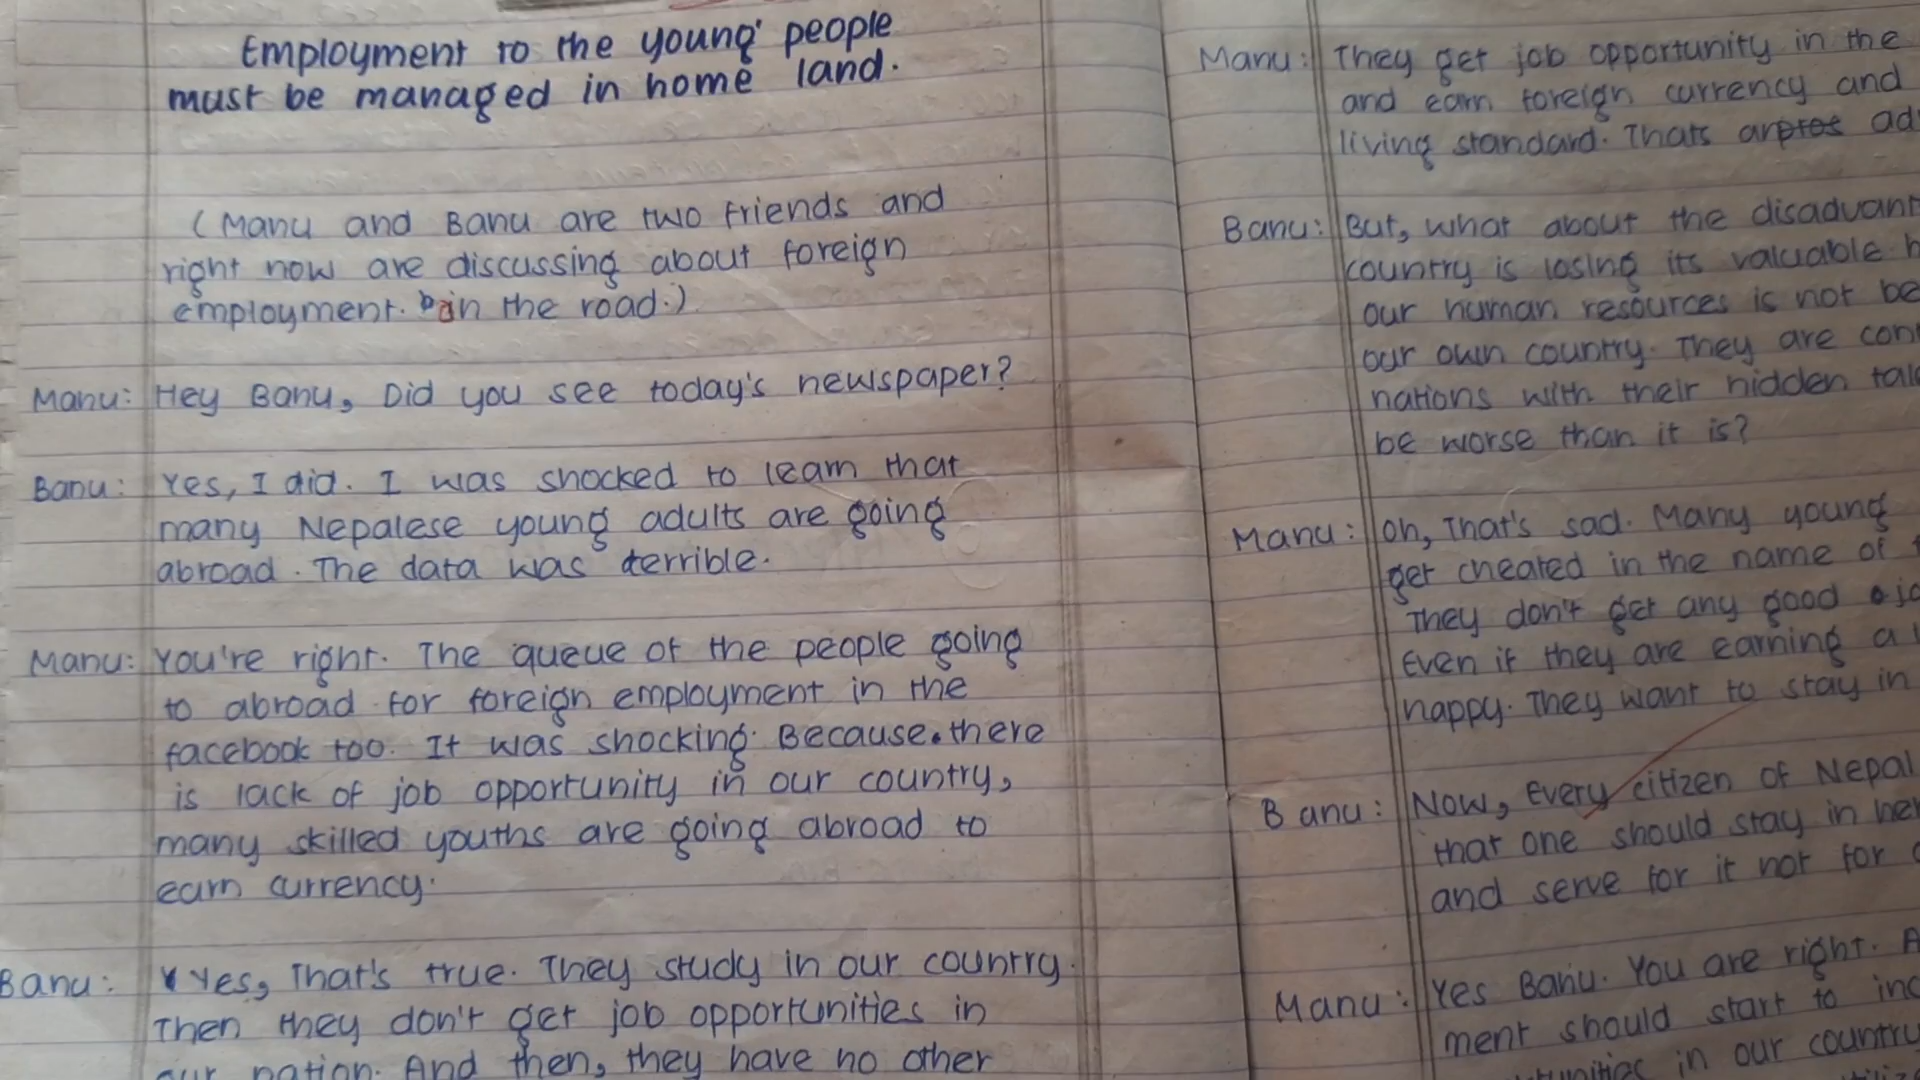 Employment to the young people
must be managed in home land.
(Manu and Banu are two friends and
right now are discussing about foreign
employment. in the road.)
Manu: Hey Banu, Did you see today's newspaper?
Banu: Yes, I did. I was shocked to learn that
many Nepalese young adults are going
abroad. The data was terrible.
Manu: You're right. The queue of the people going
to abroad for foreign employment in the
facebook too. It was shocking. Because there
is lack of job opportunity in our country,
many skilled youths are going abroad to
earn currency.
Banu: Yes, That's true. They study in our country.
Then they don't get job opportunities in
our nation. And then, they have no other
Manu: They get job opportunity in the
and earn foreign currency and
living standard. Thats
Banu: But, what about the
country is losing its valuable
our human resources is not
our own country. They are
nations with their hidden
be worse than it is?
Manu: Oh, That's sad. Many young
get cheated in the name of
They don't get any good
Even if they are earning a
happy. They want to stay in
Banu: Now, Every citizen of Nepal
that one should stay in
and serve for it not for
Manu: Yes Banu. You are right.
ment should start to
in our country